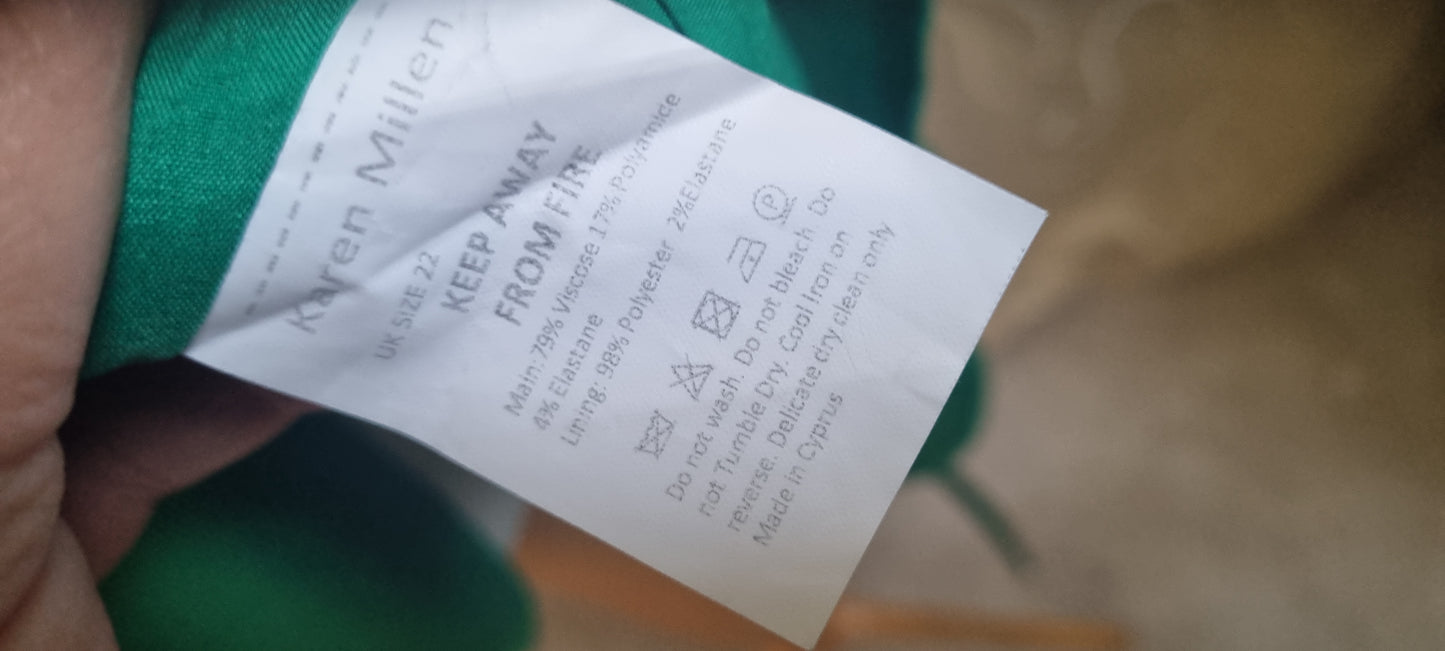 Karen Millen
UK SIZE 22
KEEP AWAY
FROM FIRE
Main: 79% Viscose 17% Polyamide
4% Elastane
Lining: 98% Polyester 2%Elastane
P
Do not wash. Do not bleach. Do
not Tumble Dry. Cool Iron on
reverse. Delicate dry clean only
Made in Cyprus